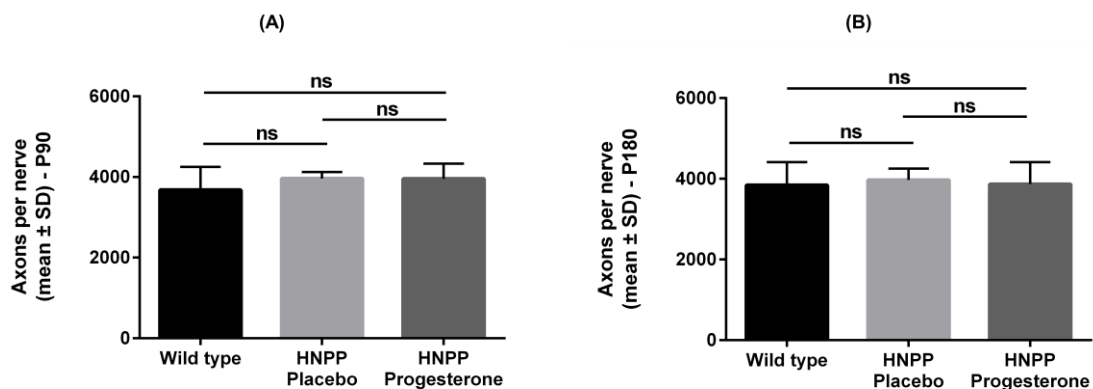 (A)
Axons per nerve
(mean ± SD) - P90
6000
4000
2000
0
ns
ns
ns
Wild type
HNPP
Placebo
HNPP
Progesterone
(B)
Axons per nerve
(mean ± SD) - P180
6000
4000
2000
0
ns
ns
ns
Wild type
HNPP
Placebo
HNPP
Progesterone